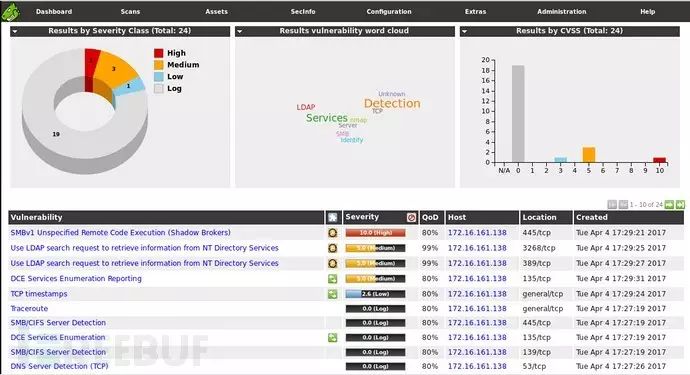 Dashboard Scans Assets SecInfo Configuration Extras Administration Help
Results by Severity Class (Total: 24)
1
3
1
19
High
Medium
Low
Log
Results vulnerability word cloud
Unknown
LDAP
Detection
TCP
Services
nmap
Server
SMB
Identify
Results by CVSS (Total: 24)
20
18
16
14
12
10
8
6
4
2
0
N/A 0 1 2 3 4 5 6 7 8 9 10
1 - 10 of 24
Vulnerability Severity QoD Host Location Created
SMBv1 Unspecified Remote Code Execution (Shadow Brokers) 10.0 (High) 80% 172.16.161.138 445/tcp Tue Apr 4 17:29:21 2017
Use LDAP search request to retrieve information from NT Directory Services 5.0 (Medium) 99% 172.16.161.138 3268/tcp Tue Apr 4 17:29:25 2017
Use LDAP search request to retrieve information from NT Directory Services 5.0 (Medium) 99% 172.16.161.138 389/tcp Tue Apr 4 17:29:27 2017
DCE Services Enumeration Reporting 5.0 (Medium) 80% 172.16.161.138 135/tcp Tue Apr 4 17:29:31 2017
TCP timestamps 2.6 (Low) 80% 172.16.161.138 general/tcp Tue Apr 4 17:29:24 2017
Traceroute 0.0 (Log) 80% 172.16.161.138 general/tcp Tue Apr 4 17:27:19 2017
SMB/CIFS Server Detection 0.0 (Log) 80% 172.16.161.138 445/tcp Tue Apr 4 17:27:19 2017
DCE Services Enumeration 0.0 (Log) 80% 172.16.161.138 135/tcp Tue Apr 4 17:27:19 2017
SMB/CIFS Server Detection 0.0 (Log) 80% 172.16.161.138 139/tcp Tue Apr 4 17:27:19 2017
DNS Server Detection (TCP) 0.0 (Log) 80% 172.16.161.138 53/tcp Tue Apr 4 17:27:26 2017